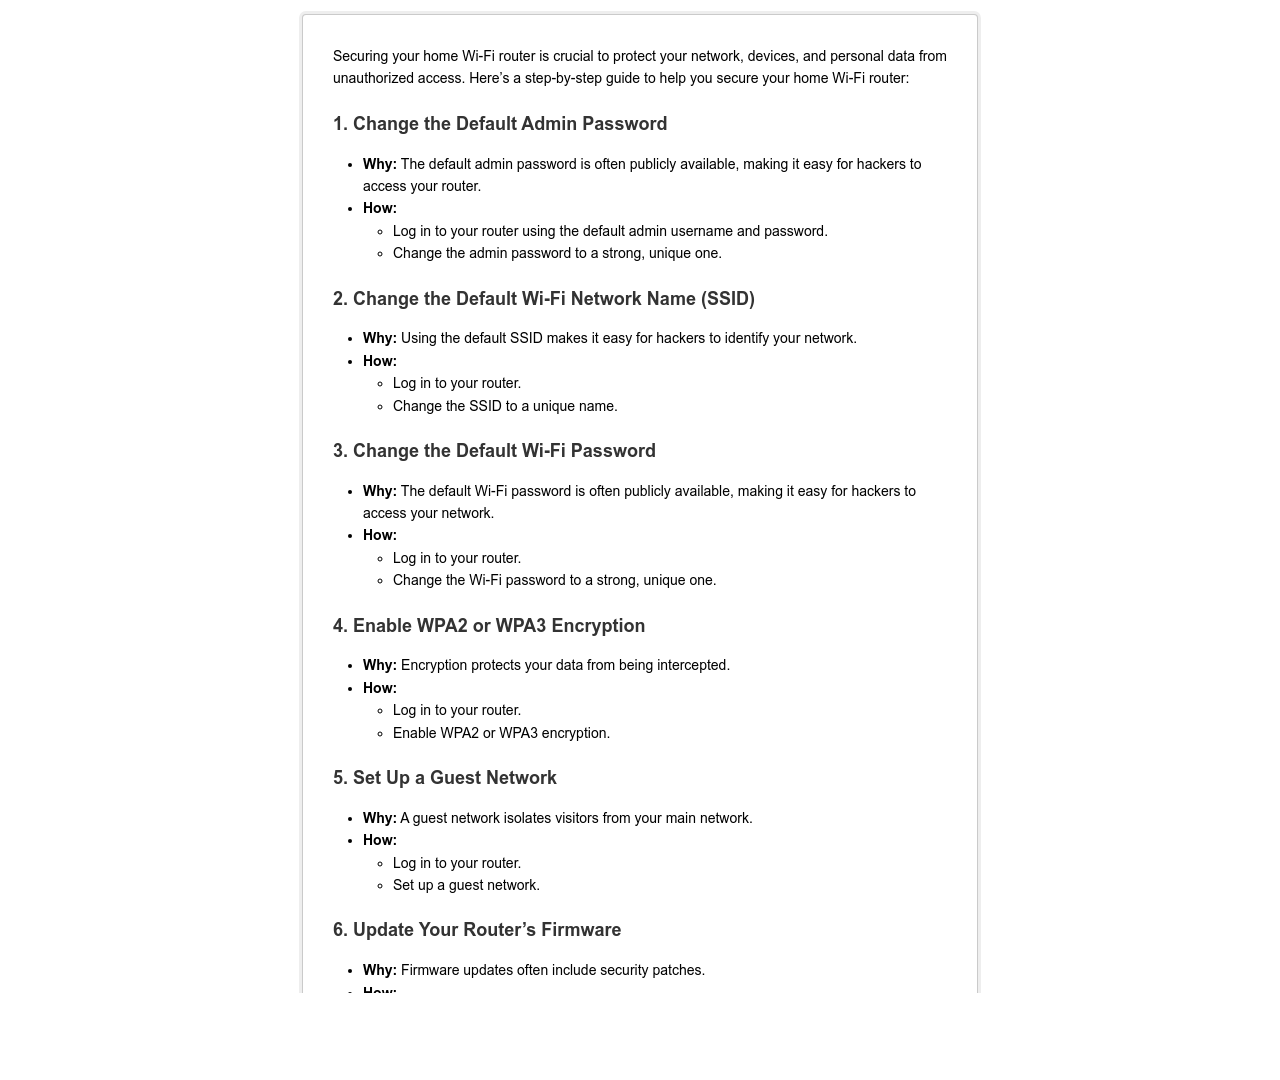 Securing your home Wi-Fi router is crucial to protect your network, devices, and personal data from
unauthorized access. Here’s a step-by-step guide to help you secure your home Wi-Fi router:
1. Change the Default Admin Password
• Why: The default admin password is often publicly available, making it easy for hackers to
access your router.
• How:
◦ Log in to your router using the default admin username and password.
◦ Change the admin password to a strong, unique one.
2. Change the Default Wi-Fi Network Name (SSID)
• Why: Using the default SSID makes it easy for hackers to identify your network.
• How:
◦ Log in to your router.
◦ Change the SSID to a unique name.
3. Change the Default Wi-Fi Password
• Why: The default Wi-Fi password is often publicly available, making it easy for hackers to
access your network.
• How:
◦ Log in to your router.
◦ Change the Wi-Fi password to a strong, unique one.
4. Enable WPA2 or WPA3 Encryption
• Why: Encryption protects your data from being intercepted.
• How:
◦ Log in to your router.
◦ Enable WPA2 or WPA3 encryption.
5. Set Up a Guest Network
• Why: A guest network isolates visitors from your main network.
• How:
◦ Log in to your router.
◦ Set up a guest network.
6. Update Your Router’s Firmware
• Why: Firmware updates often include security patches.
• How: